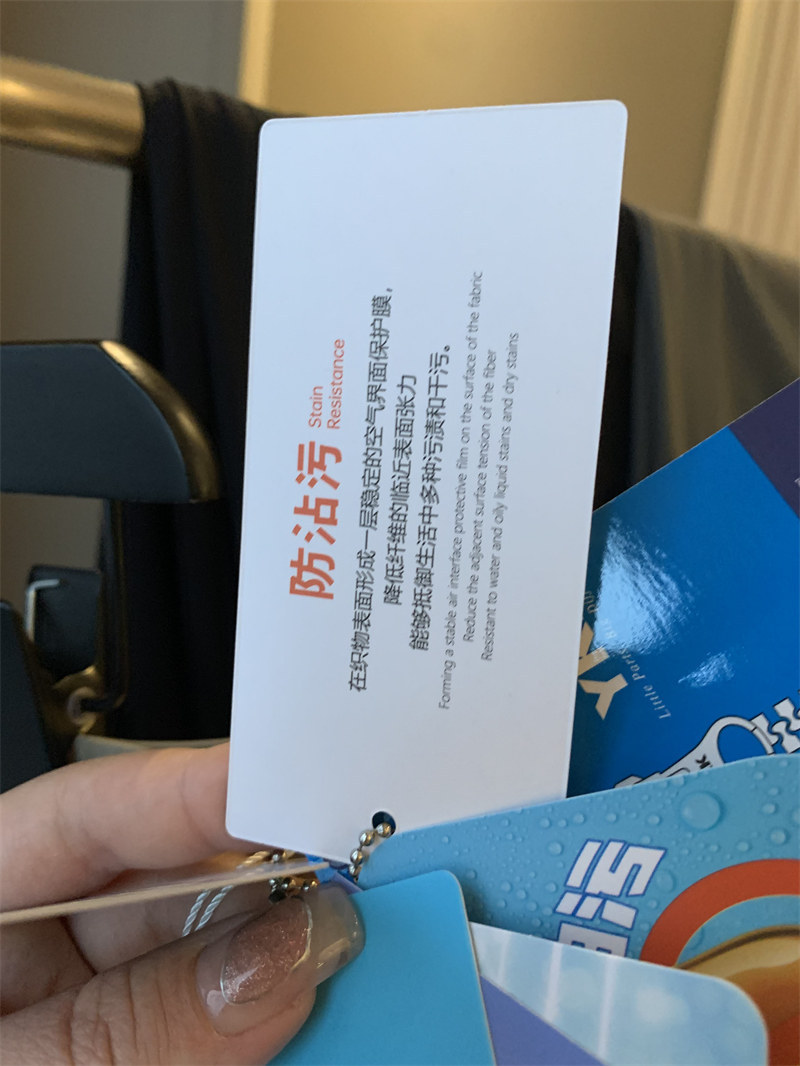 防沾污
Stain
Resistance
在织物表面形成一层稳定的空气界面保护膜，
降低纤维的临近表面张力
能够抵御生活中多种污渍和干污。
Forming a stable air interface protective film on the surface of the fabric
Reduce the adjacent surface tension of the fiber
Resistant to water and oily liquid stains and dry stains
YK
Little Parts
污